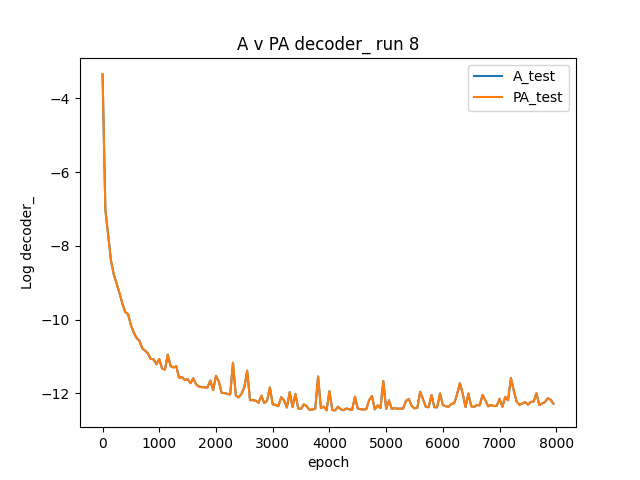 A v PA decoder_ run 8
A_test
PA_test
Log decoder_
−4
−6
−8
−10
−12
0 1000 2000 3000 4000 5000 6000 7000 8000
epoch